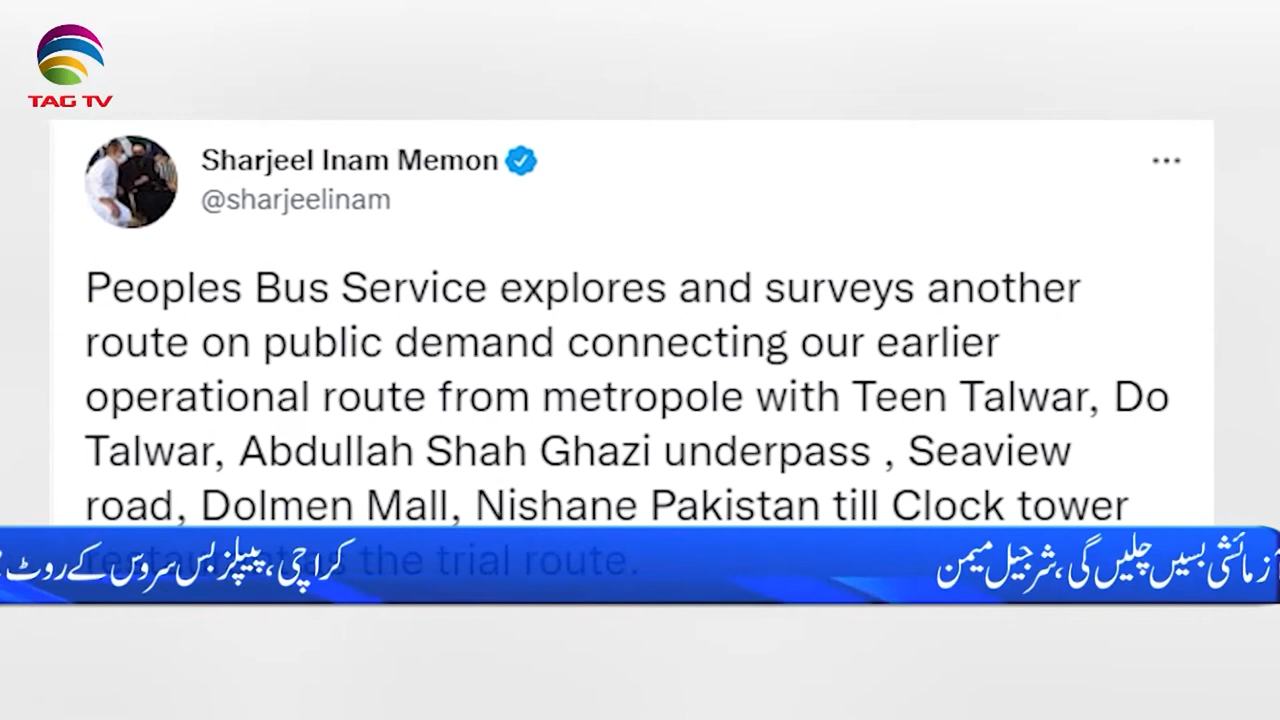 TAG TV
Sharjeel Inam Memon
@sharjeelinam
Peoples Bus Service explores and surveys another
route on public demand connecting our earlier
operational route from metropole with Teen Talwar, Do
Talwar, Abdullah Shah Ghazi underpass , Seaview
road, Dolmen Mall, Nishane Pakistan till Clock tower
the trial route.
زمائشی بسیں چلیں گی، شرجیل میمن
کراچی، پیپلز بس سروس کے روٹ